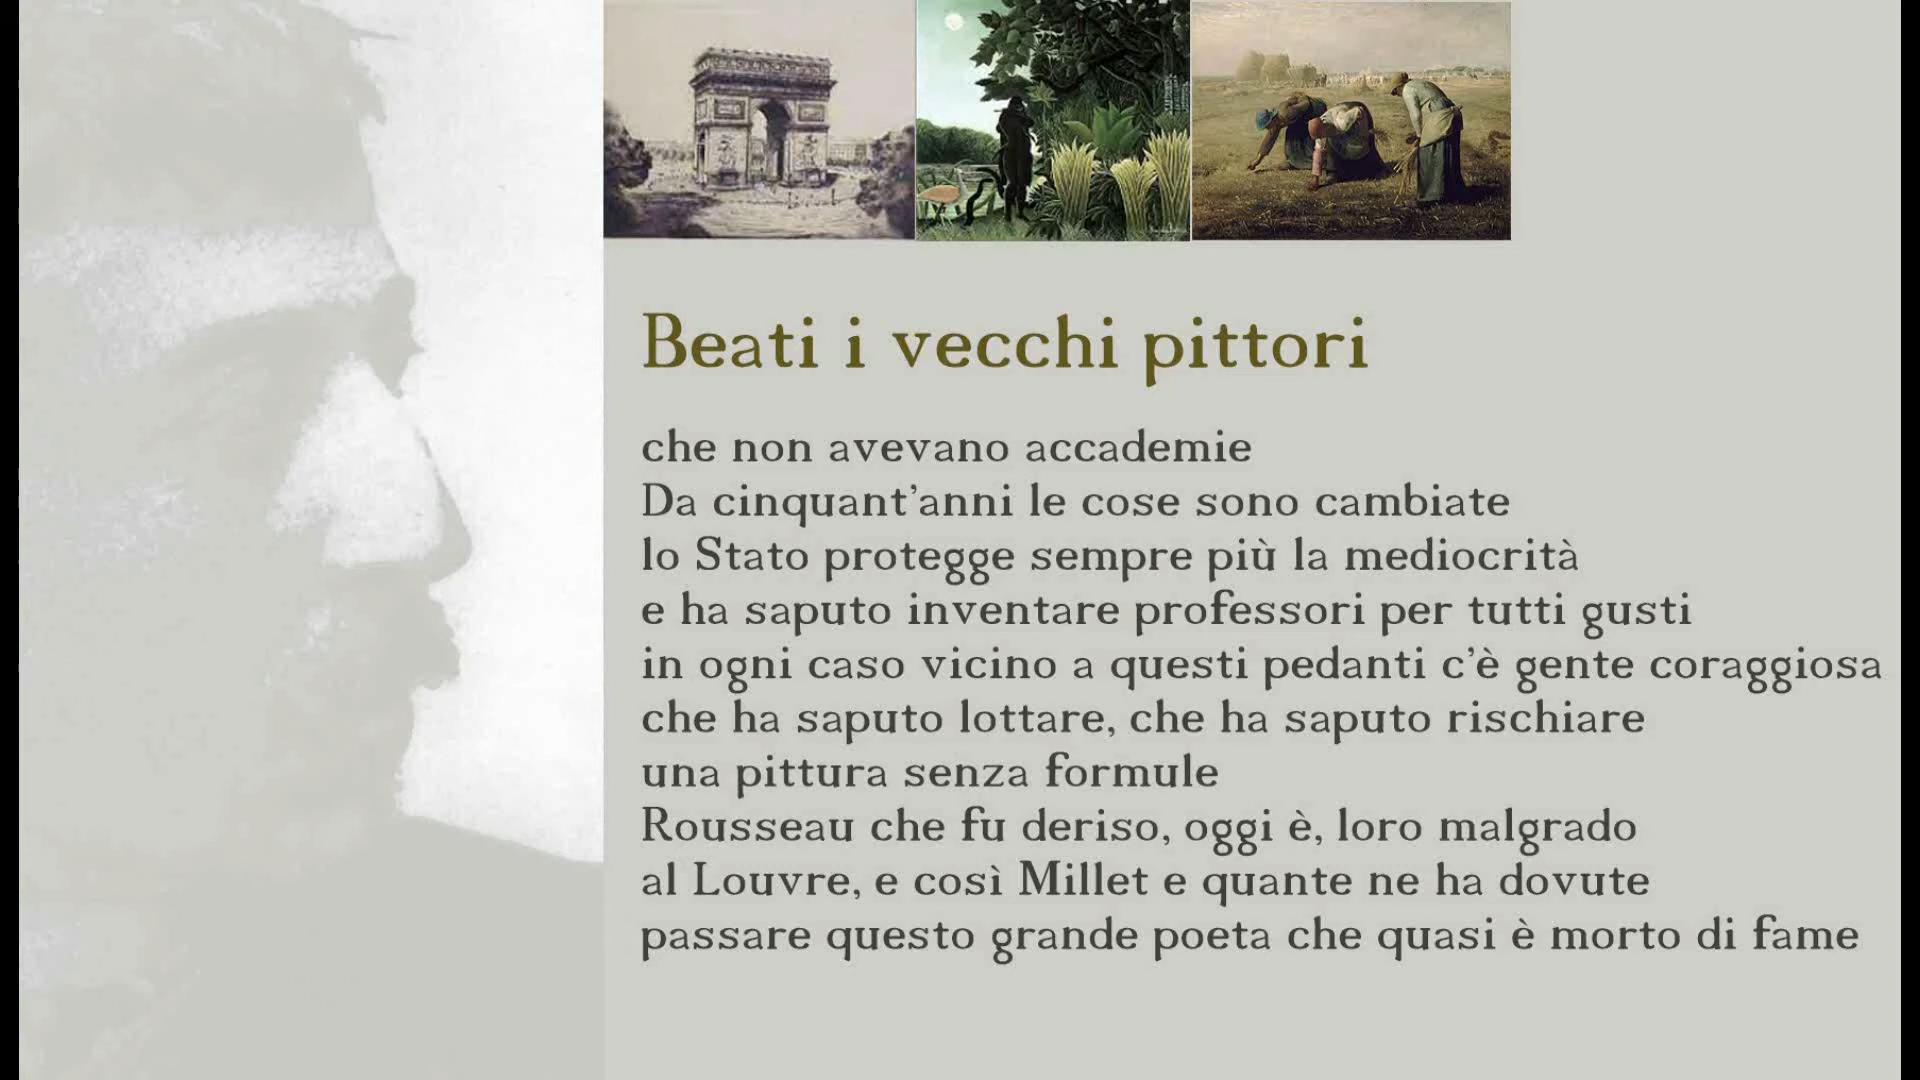 Beati i vecchi pittori
che non avevano accademie
Da cinquant’anni le cose sono cambiate
lo Stato protegge sempre più la mediocrità
e ha saputo inventare professori per tutti gusti
in ogni caso vicino a questi pedanti c’è gente coraggiosa
che ha saputo lottare, che ha saputo rischiare
una pittura senza formule
Rousseau che fu deriso, oggi è, loro malgrado
al Louvre, e così Millet e quante ne ha dovute
passare questo grande poeta che quasi è morto di fame